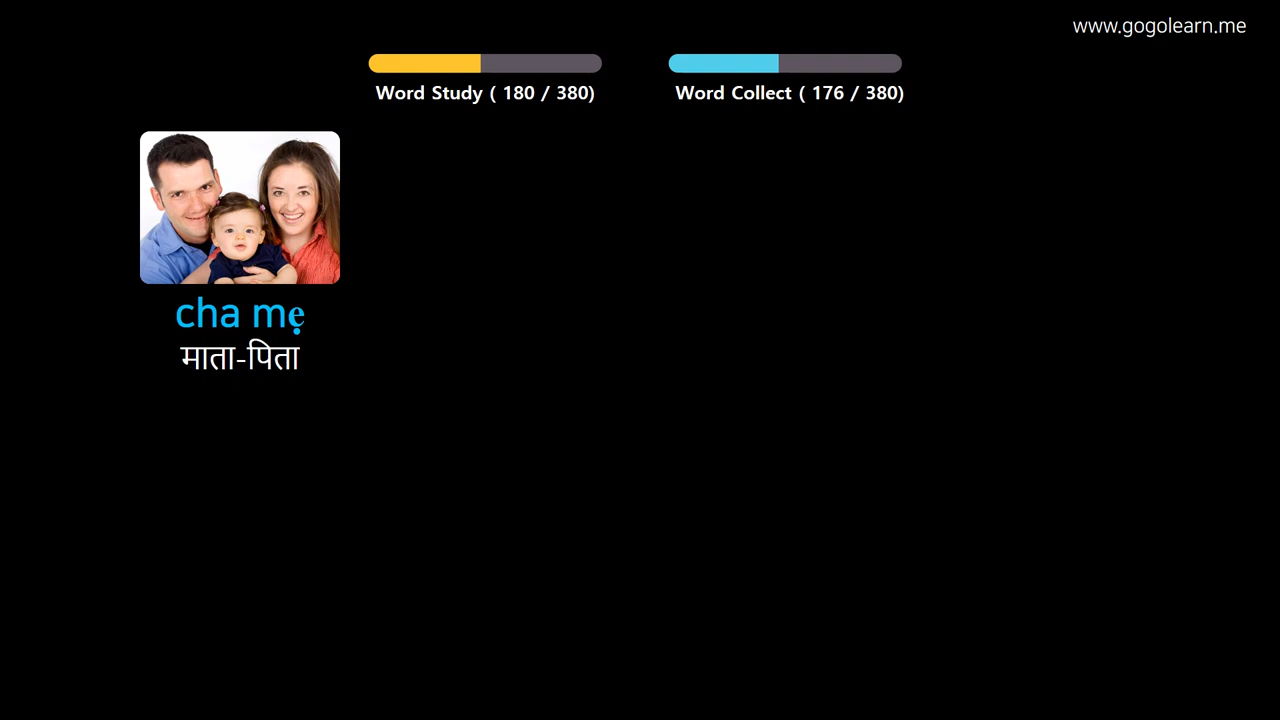 www.gogolearn.me
Word Study ( 180 / 380)
Word Collect ( 176 / 380)
cha mẹ
माता-पिता